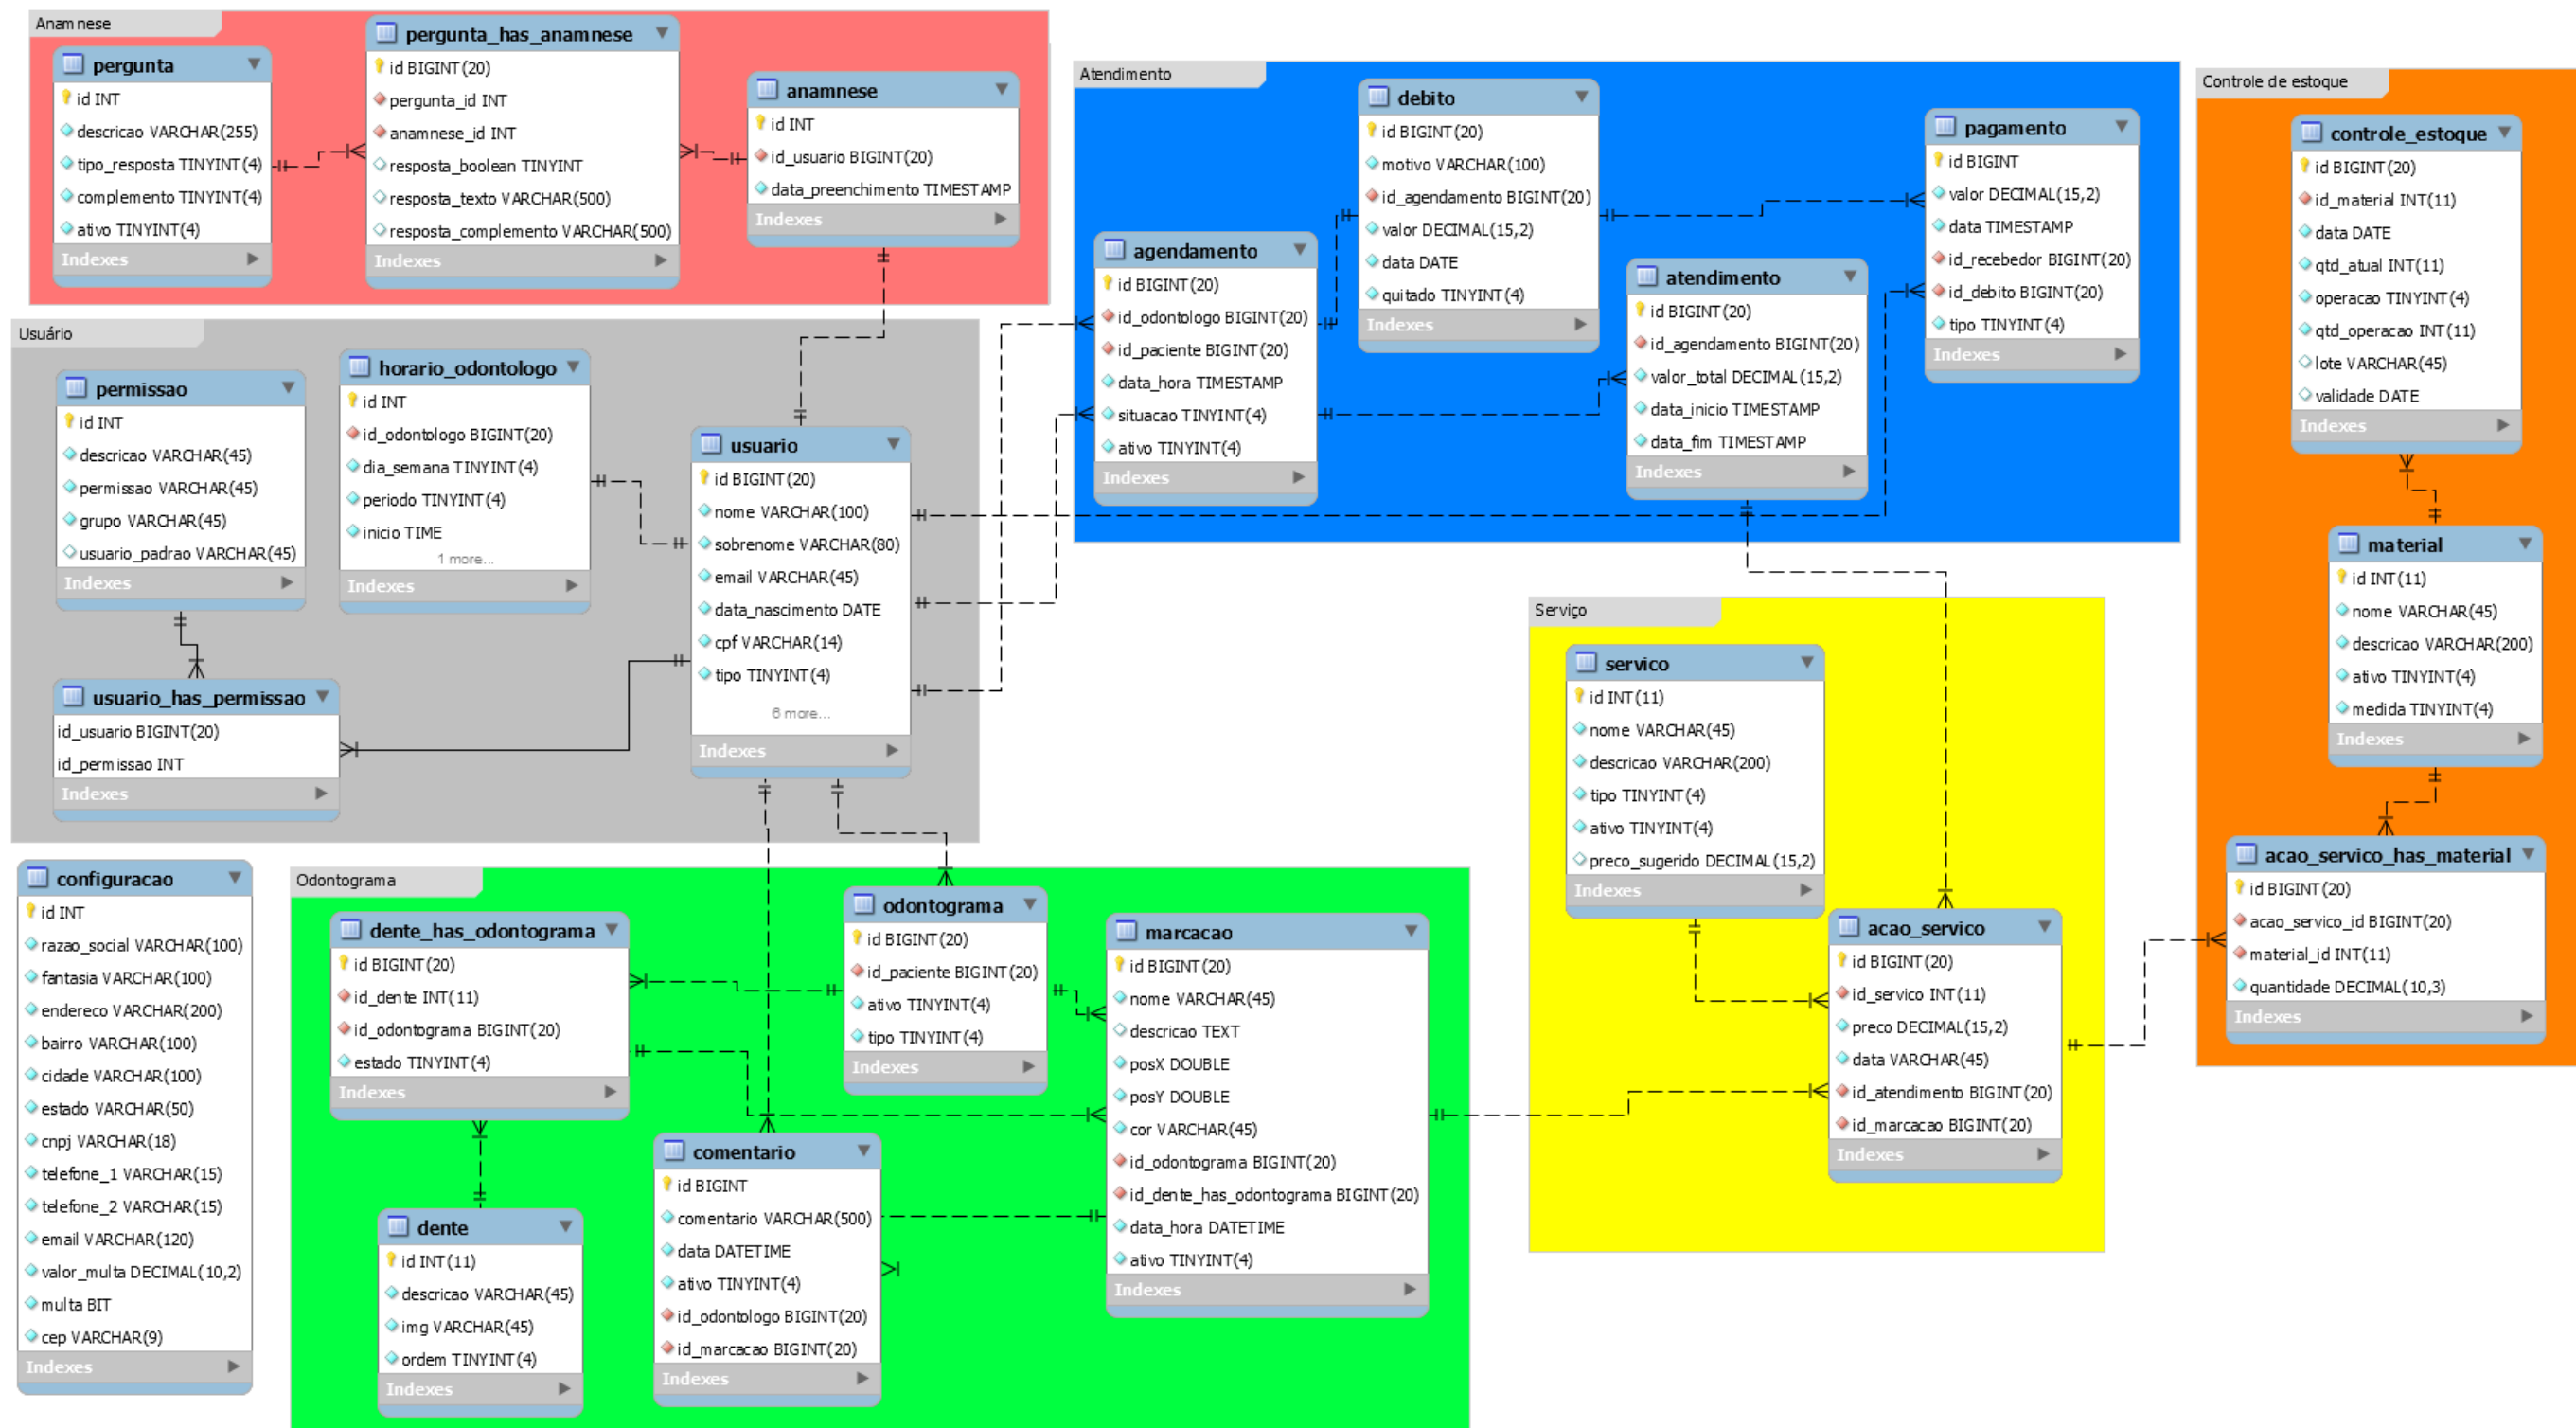 Anamnese
pergunta
id INT
descricao VARCHAR(255)
tipo_resposta TINYINT(4)
complemento TINYINT(4)
ativo TINYINT(4)
Indexes
pergunta_has_anamnese
id BIGINT(20)
pergunta_id INT
anamnese_id INT
resposta_boolean TINYINT
resposta_texto VARCHAR(500)
resposta_complemento VARCHAR(500)
Indexes
anamnese
id INT
id_usuario BIGINT(20)
data_preenchimento TIMESTAMP
Indexes
Usuário
permissao
id INT
descricao VARCHAR(45)
permissao VARCHAR(45)
grupo VARCHAR(45)
usuario_padrao VARCHAR(45)
Indexes
horario_odontologo
id INT
id_odontologo BIGINT(20)
dia_semana TINYINT(4)
periodo TINYINT(4)
inicio TIME
1 more...
Indexes
usuario
id BIGINT(20)
nome VARCHAR(100)
sobrenome VARCHAR(80)
email VARCHAR(45)
data_nascimento DATE
cpf VARCHAR(14)
tipo TINYINT(4)
6 more...
Indexes
usuario_has_permissao
id_usuario BIGINT(20)
id_permissao INT
Indexes
Atendimento
agendamento
id BIGINT(20)
id_odontologo BIGINT(20)
id_paciente BIGINT(20)
data_hora TIMESTAMP
situacao TINYINT(4)
ativo TINYINT(4)
Indexes
debito
id BIGINT(20)
motivo VARCHAR(100)
id_agendamento BIGINT(20)
valor DECIMAL(15,2)
data DATE
quitado TINYINT(4)
Indexes
atendimento
id BIGINT(20)
id_agendamento BIGINT(20)
valor_total DECIMAL(15,2)
data_inicio TIMESTAMP
data_fim TIMESTAMP
Indexes
pagamento
id BIGINT
valor DECIMAL(15,2)
data TIMESTAMP
id_recebedor BIGINT(20)
id_debito BIGINT(20)
tipo TINYINT(4)
Indexes
Controle de estoque
controle_estoque
id BIGINT(20)
id_material INT(11)
data DATE
qtd_atual INT(11)
operacao TINYINT(4)
qtd_operacao INT(11)
lote VARCHAR(45)
validade DATE
Indexes
material
id INT(11)
nome VARCHAR(45)
descricao VARCHAR(200)
ativo TINYINT(4)
medida TINYINT(4)
Indexes
acao_servico_has_material
id BIGINT(20)
acao_servico_id BIGINT(20)
material_id INT(11)
quantidade DECIMAL(10,3)
Indexes
Serviço
servico
id INT(11)
nome VARCHAR(45)
descricao VARCHAR(200)
tipo TINYINT(4)
ativo TINYINT(4)
preco_sugerido DECIMAL(15,2)
Indexes
acao_servico
id BIGINT(20)
id_servico INT(11)
preco DECIMAL(15,2)
data VARCHAR(45)
id_atendimento BIGINT(20)
id_marcacao BIGINT(20)
Indexes
configuracao
id INT
razao_social VARCHAR(100)
fantasia VARCHAR(100)
endereco VARCHAR(200)
bairro VARCHAR(100)
cidade VARCHAR(100)
estado VARCHAR(50)
cnpj VARCHAR(18)
telefone_1 VARCHAR(15)
telefone_2 VARCHAR(15)
email VARCHAR(120)
valor_multa DECIMAL(10,2)
multa BIT
cep VARCHAR(9)
Indexes
Odontograma
dente_has_odontograma
id BIGINT(20)
id_dente INT(11)
id_odontograma BIGINT(20)
estado TINYINT(4)
Indexes
odontograma
id BIGINT(20)
id_paciente BIGINT(20)
ativo TINYINT(4)
tipo TINYINT(4)
Indexes
marcacao
id BIGINT(20)
nome VARCHAR(45)
descricao TEXT
posX DOUBLE
posY DOUBLE
cor VARCHAR(45)
id_odontograma BIGINT(20)
id_dente_has_odontograma BIGINT(20)
data_hora DATETIME
ativo TINYINT(4)
Indexes
dente
id INT(11)
descricao VARCHAR(45)
img VARCHAR(45)
ordem TINYINT(4)
Indexes
comentario
id BIGINT
comentario VARCHAR(500)
data DATETIME
ativo TINYINT(4)
id_odontologo BIGINT(20)
id_marcacao BIGINT(20)
Indexes